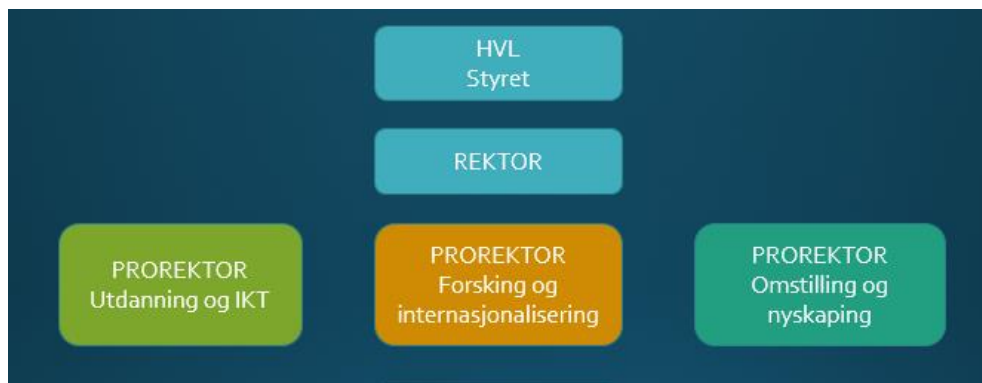 HVL
Styret
REKTOR
PROREKTOR
Utdanning og IKT
PROREKTOR
Forsking og
internasjonalisering
PROREKTOR
Omstilling og
nyskaping